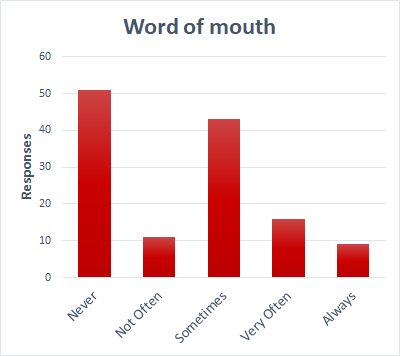 Word of mouth
60
50
40
30
20
10
0
Responses
Never
Not Often
Sometimes
Very Often
Always